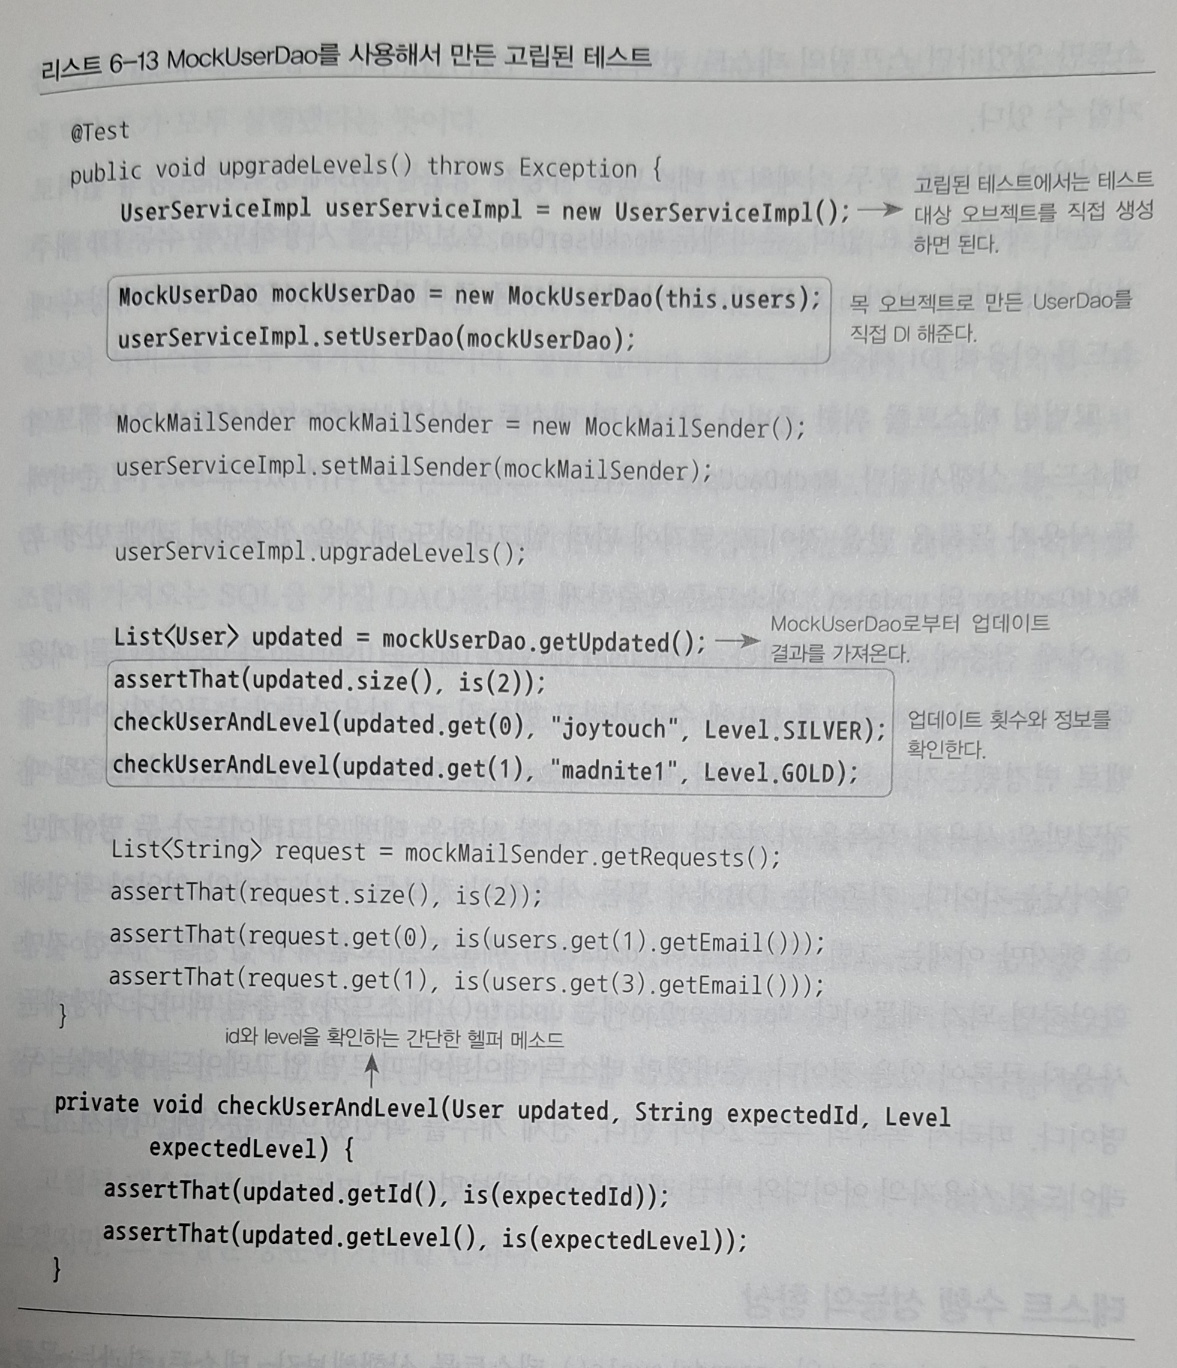 리스트 6-13 MockUserDao를 사용해서 만든 고립된 테스트
@Test
public void upgradeLevels() throws Exception {
UserServiceImpl userServiceImpl = new UserServiceImpl();
고립된 테스트에서는 테스트
대상 오브젝트를 직접 생성
하면 된다.
MockUserDao mockUserDao = new MockUserDao(this.users);
userServiceImpl.setUserDao(mockUserDao);
목 오브젝트로 만든 UserDao를
직접 DI 해준다.
MockMailSender mockMailSender = new MockMailSender();
userServiceImpl.setMailSender(mockMailSender);
userServiceImpl.upgradeLevels();
List<User> updated = mockUserDao.getUpdated();
MockUserDao로부터 업데이트
결과를 가져온다.
assertThat(updated.size(), is(2));
checkUserAndLevel(updated.get(0), "joytouch", Level.SILVER);
checkUserAndLevel(updated.get(1), "madnite1", Level.GOLD);
업데이트 횟수와 정보를
확인한다.
List<String> request = mockMailSender.getRequests();
assertThat(request.size(), is(2));
assertThat(request.get(0), is(users.get(1).getEmail()));
assertThat(request.get(1), is(users.get(3).getEmail()));
}
id와 level을 확인하는 간단한 헬퍼 메소드
private void checkUserAndLevel(User updated, String expectedId, Level
expectedLevel) {
assertThat(updated.getId(), is(expectedId));
assertThat(updated.getLevel(), is(expectedLevel));
}